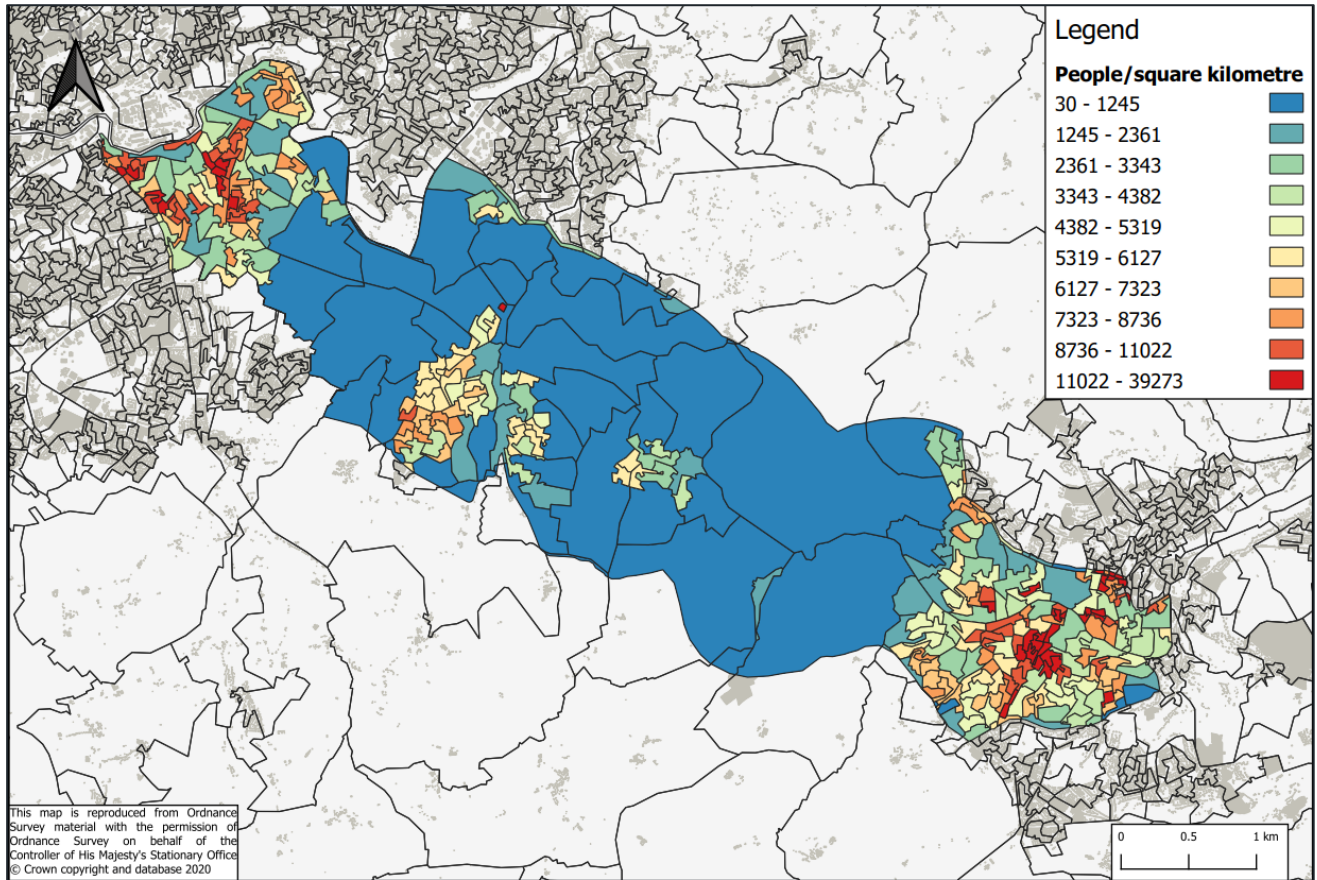 Legend
People/square kilometre
30 - 1245
1245 - 2361
2361 - 3343
3343 - 4382
4382 - 5319
5319 - 6127
6127 - 7323
7323 - 8736
8736 - 11022
11022 - 39273
This map is reproduced from Ordnance
Survey material with the permission of
Ordnance Survey on behalf of the
Controller of His Majesty's Stationary Office
© Crown copyright and database 2020
0 0.5 1 km